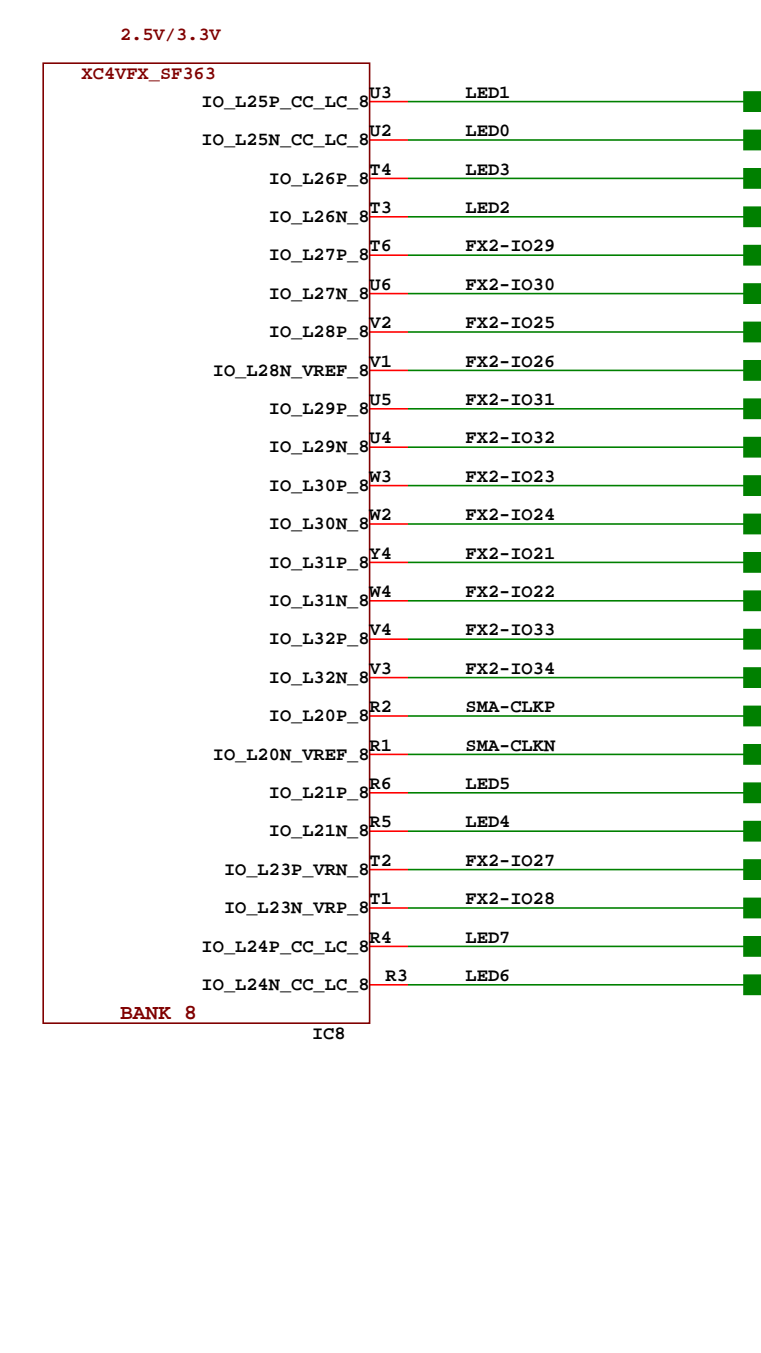 2.5V/3.3V
XC4VFX_SF363
IO_L25P_CC_LC_8 U3 LED1
IO_L25N_CC_LC_8 U2 LED0
IO_L26P_8 T4 LED3
IO_L26N_8 T3 LED2
IO_L27P_8 T6 FX2-IO29
IO_L27N_8 U6 FX2-IO30
IO_L28P_8 V2 FX2-IO25
IO_L28N_VREF_8 V1 FX2-IO26
IO_L29P_8 U5 FX2-IO31
IO_L29N_8 U4 FX2-IO32
IO_L30P_8 W3 FX2-IO23
IO_L30N_8 W2 FX2-IO24
IO_L31P_8 Y4 FX2-IO21
IO_L31N_8 W4 FX2-IO22
IO_L32P_8 V4 FX2-IO33
IO_L32N_8 V3 FX2-IO34
IO_L20P_8 R2 SMA-CLKP
IO_L20N_VREF_8 R1 SMA-CLKN
IO_L21P_8 R6 LED5
IO_L21N_8 R5 LED4
IO_L23P_VRN_8 T2 FX2-IO27
IO_L23N_VRP_8 T1 FX2-IO28
IO_L24P_CC_LC_8 R4 LED7
IO_L24N_CC_LC_8 R3 LED6
BANK 8
IC8